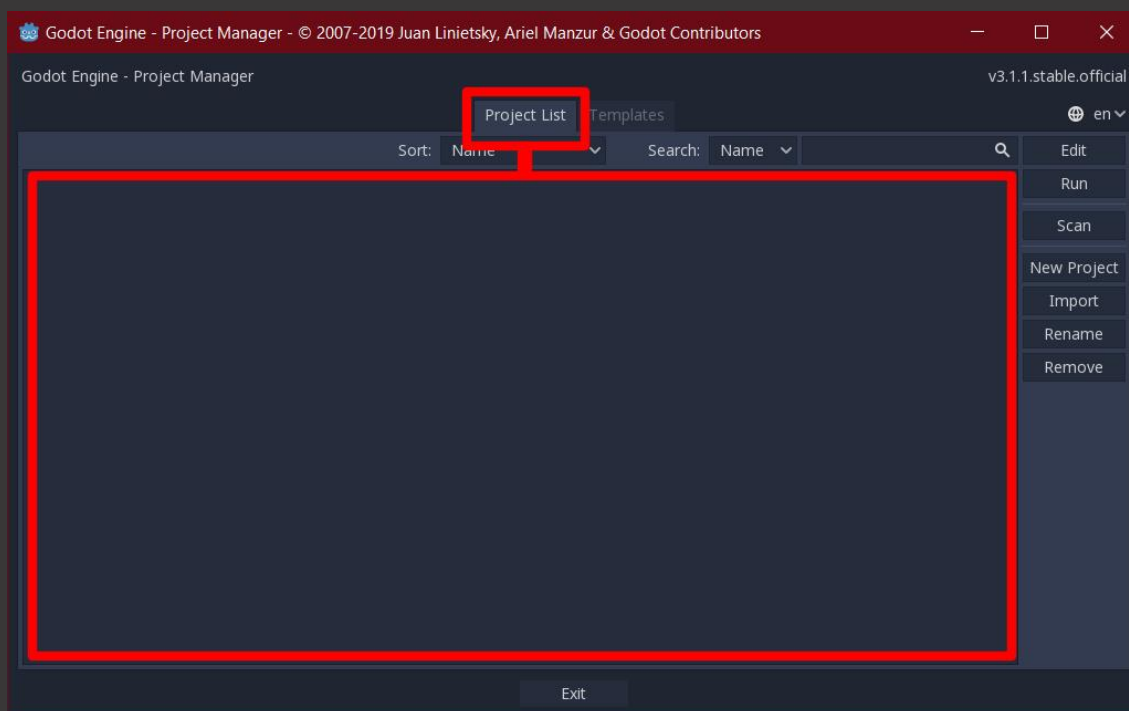 Godot Engine - Project Manager - © 2007-2019 Juan Linietsky, Ariel Manzur & Godot Contributors
Godot Engine - Project Manager
v3.1.1.stable.official
Project List
Templates
en
Sort: Name
Search: Name
Edit
Run
Scan
New Project
Import
Rename
Remove
Exit